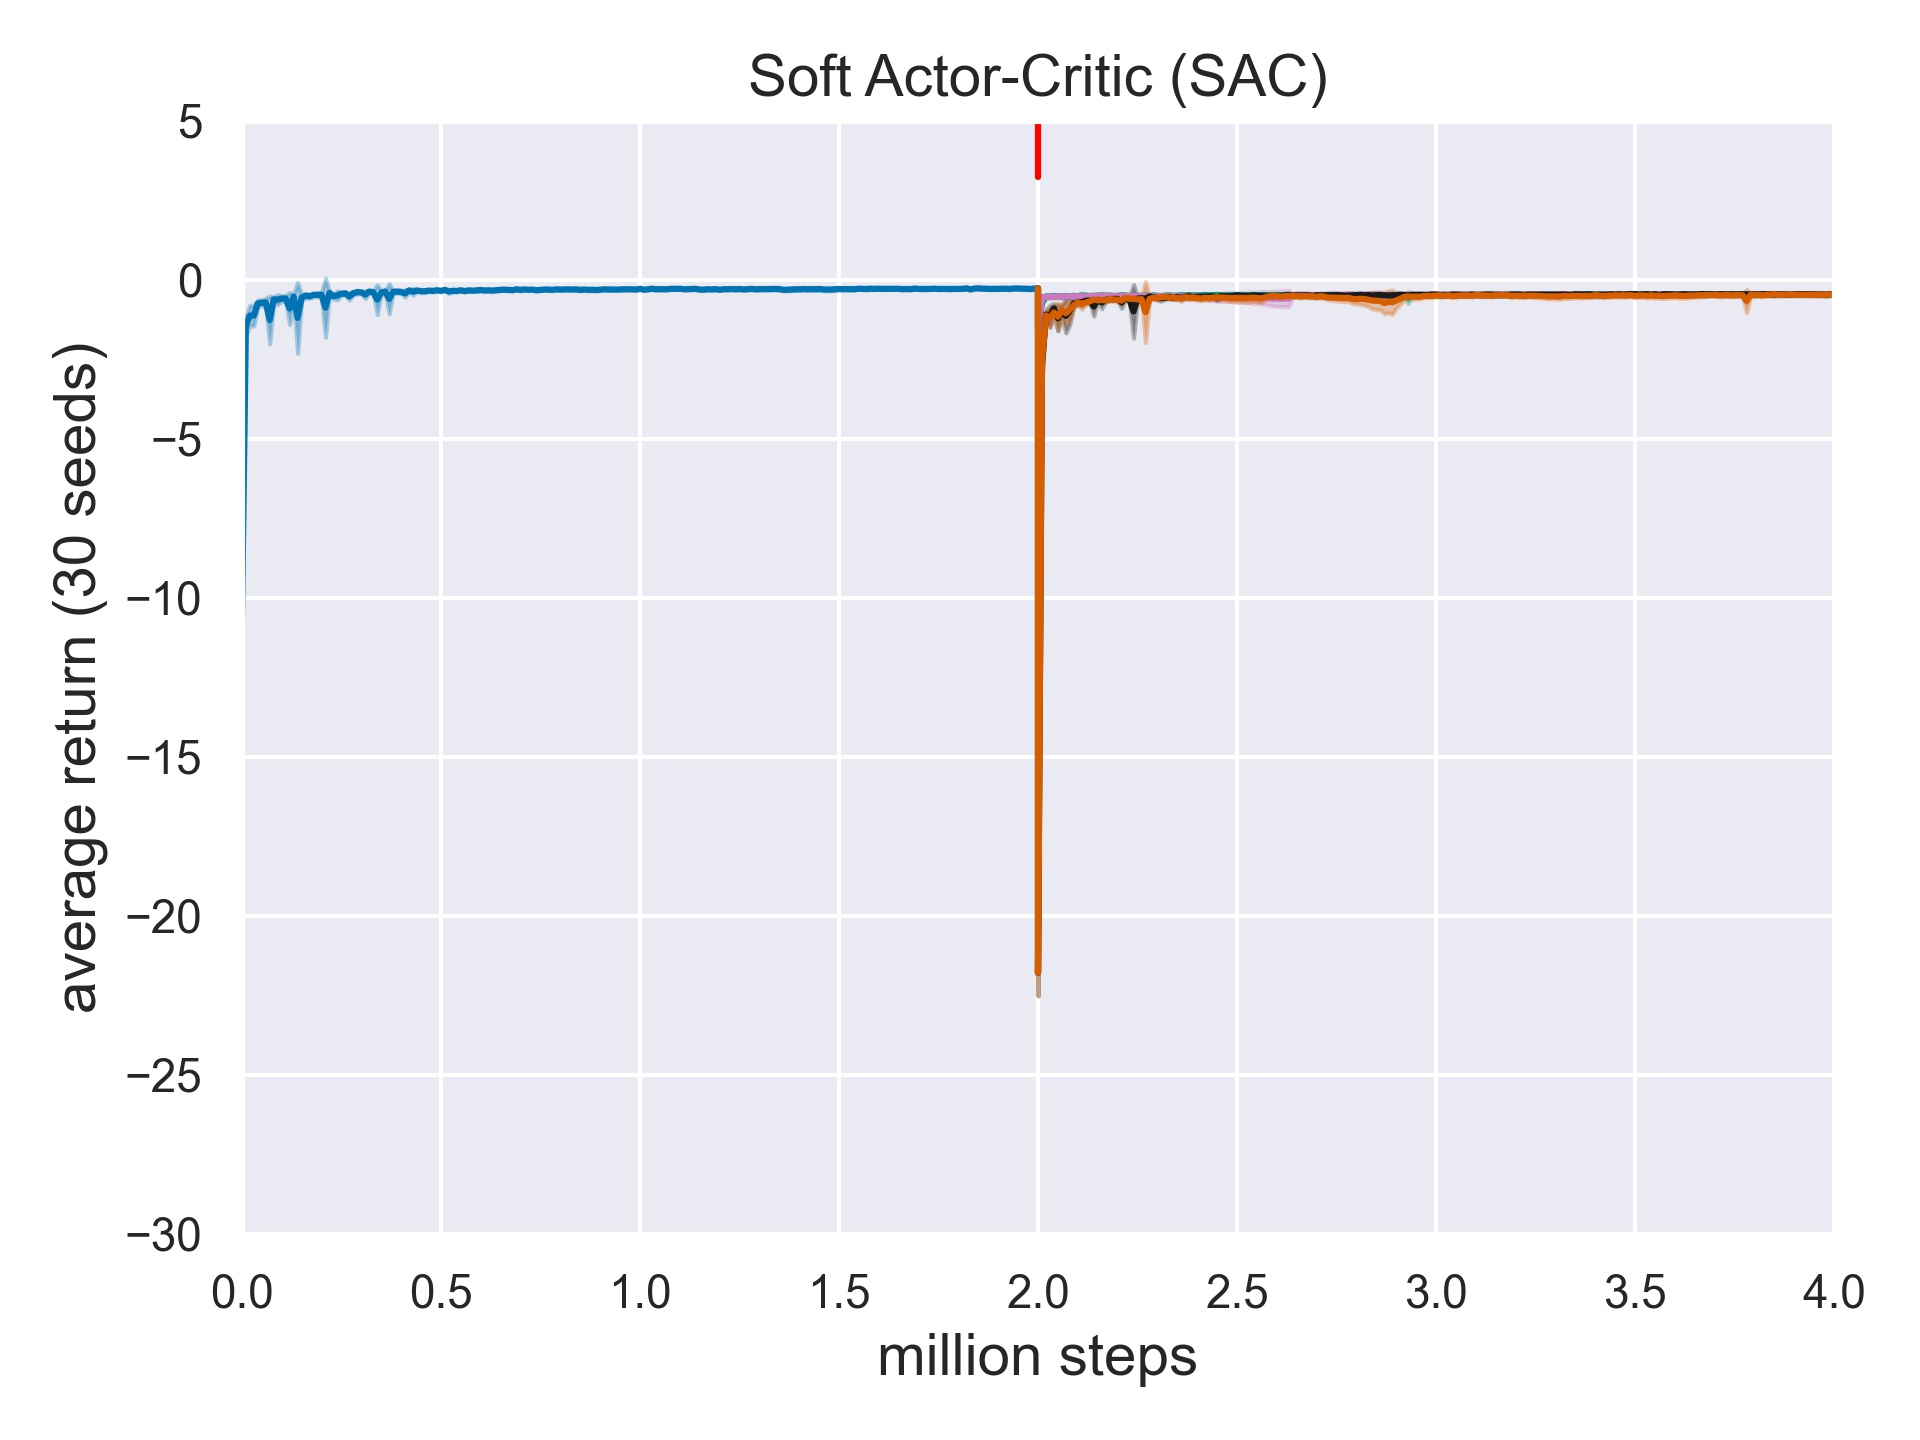 Soft Actor-Critic (SAC)
5
0
−5
−10
−15
−20
−25
−30
average return (30 seeds)
0.0 0.5 1.0 1.5 2.0 2.5 3.0 3.5 4.0
million steps